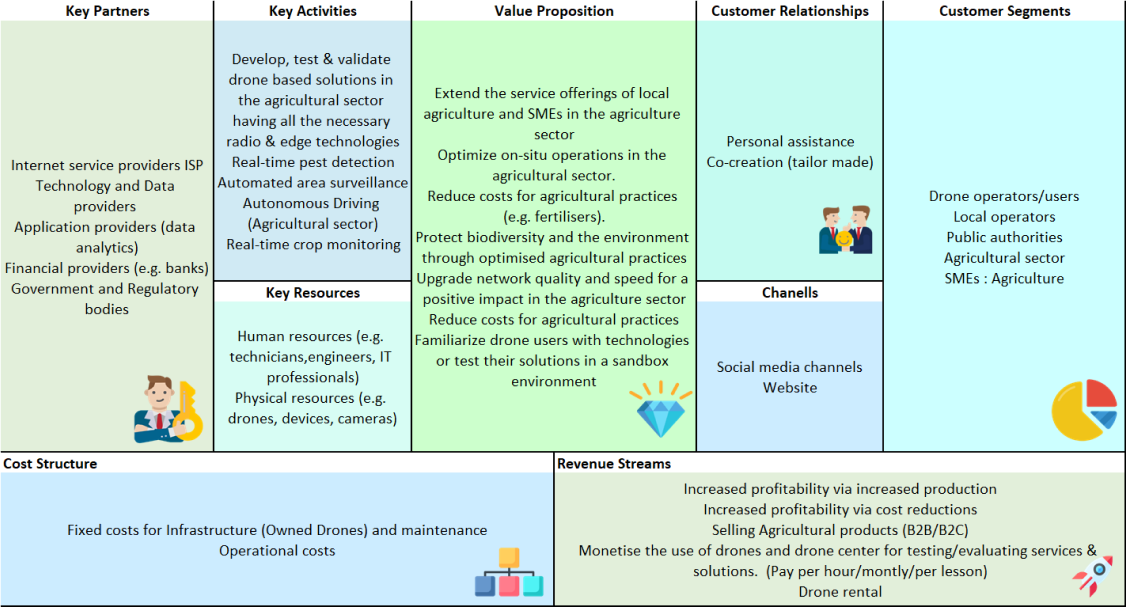 Key Partners
Internet service providers ISP
Technology and Data
providers
Application providers (data
analytics)
Financial providers (e.g. banks)
Government and Regulatory
bodies
Key Activities
Develop, test & validate
drone based solutions in
the agricultural sector
having all the necessary
radio & edge technologies
Real-time pest detection
Automated area surveillance
Autonomous Driving
(Agricultural sector)
Real-time crop monitoring
Key Resources
Human resources (e.g.
technicians,engineers, IT
professionals)
Physical resources (e.g.
drones, devices, cameras)
Value Proposition
Extend the service offerings of local
agriculture and SMEs in the agriculture
sector
Optimize on-situ operations in the
agricultural sector.
Reduce costs for agricultural practices
(e.g. fertilisers).
Protect biodiversity and the environment
through optimised agricultural practices
Upgrade network quality and speed for a
positive impact in the agriculture sector
Reduce costs for agricultural practices
Familiarize drone users with technologies
or test their solutions in a sandbox
environment
Customer Relationships
Personal assistance
Co-creation (tailor made)
Chanells
Social media channels
Website
Customer Segments
Drone operators/users
Local operators
Public authorities
Agricultural sector
SMEs : Agriculture
Cost Structure
Fixed costs for Infrastructure (Owned Drones) and maintenance
Operational costs
Revenue Streams
Increased profitability via increased production
Increased profitability via cost reductions
Selling Agricultural products (B2B/B2C)
Monetise the use of drones and drone center for testing/evaluating services &
solutions.  (Pay per hour/montly/per lesson)
Drone rental